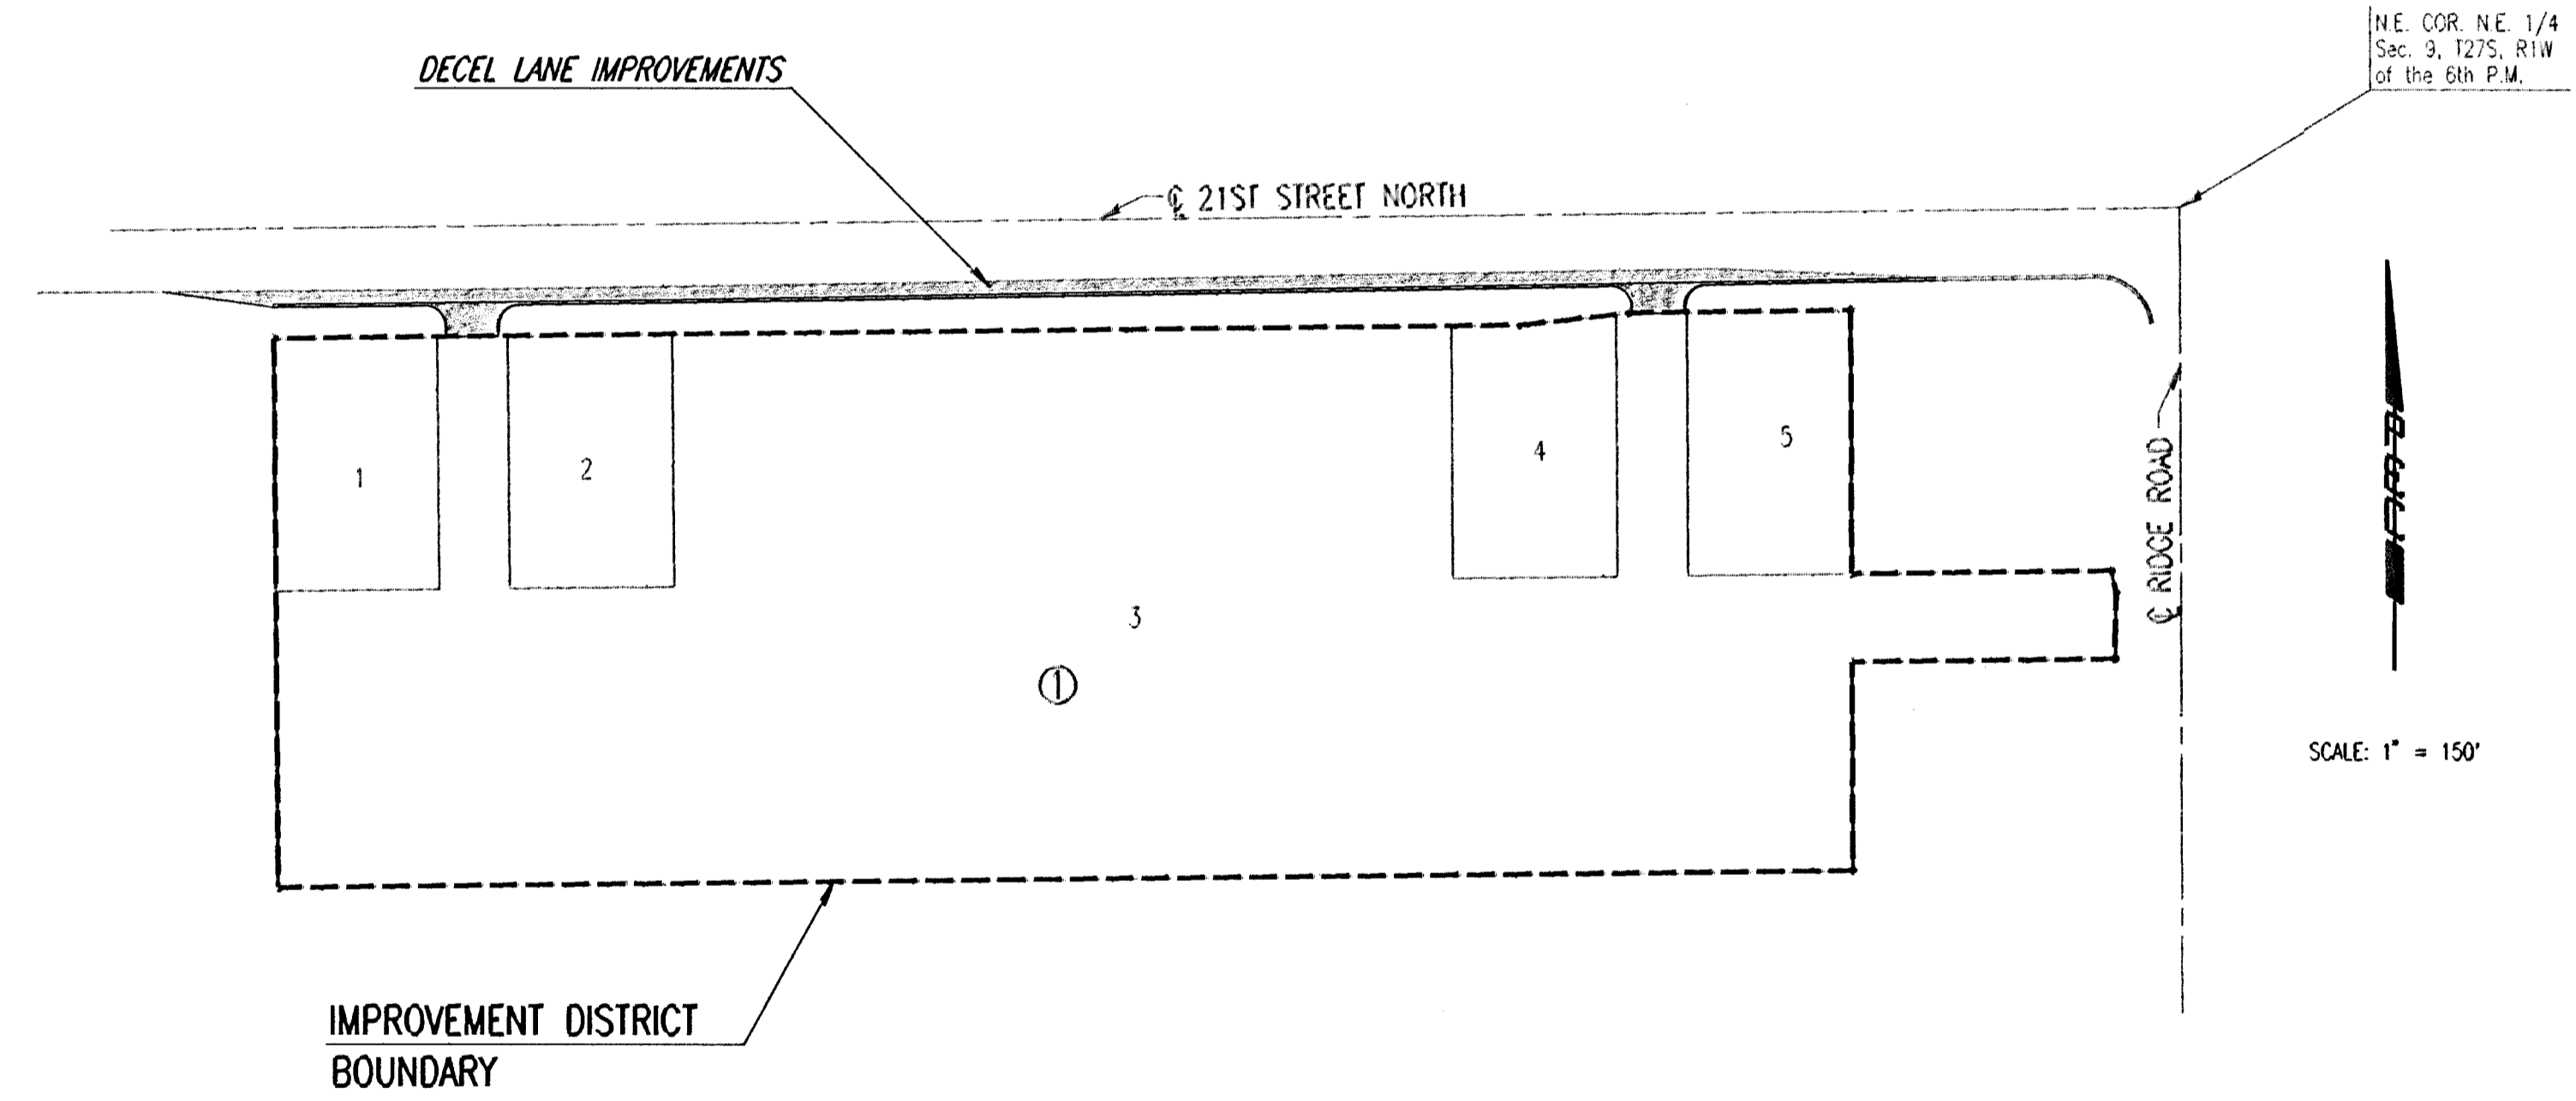 N.E. COR. N.E. 1/4
Sec. 9, T27S, R1W
of the 6th P.M.
DECEL LANE IMPROVEMENTS
℄ 21ST STREET NORTH
1
2
4
5
3
1
℄ RIDGE ROAD
SCALE: 1" = 150'
IMPROVEMENT DISTRICT
BOUNDARY